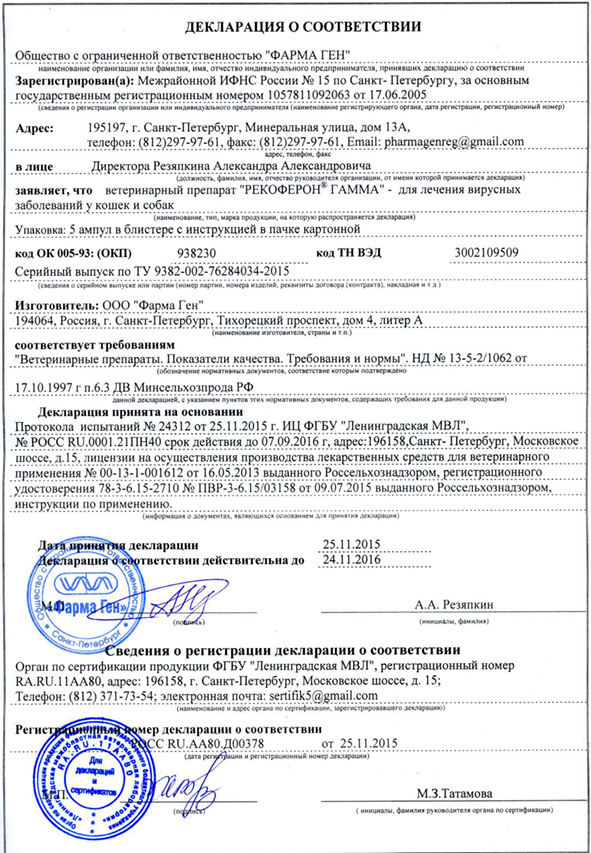 ДЕКЛАРАЦИЯ О СООТВЕТСТВИИ
Общество с ограниченной ответственностью "ФАРМА ГЕН"
наименование организации или фамилия, имя, отчество индивидуального предпринимателя, принявших декларацию о соответствии
Зарегистрирован(а): Межрайонной ИФНС России № 15 по Санкт- Петербургу, за основным
государственным регистрационным номером 1057811092063 от 17.06.2005
(сведения о регистрации организации или индивидуального предпринимателя (наименование регистрирующего органа, дата регистрации, регистрационный номер)
Адрес: 195197, г. Санкт-Петербург, Минеральная улица, дом 13А,
телефон: (812)297-97-61, факс: (812)297-97-61, Email: pharmagenreg@gmail.com
адрес, телефон, факс
в лице Директора Резяпкина Александра Александровича
(должность, фамилия, имя, отчество руководителя организации, от имени которой принимается декларация)
заявляет, что ветеринарный препарат "РЕКОФЕРОН® ГАММА" - для лечения вирусных
заболеваний у кошек и собак
(наименование, тип, марка продукции, на которую распространяется декларация)
Упаковка: 5 ампул в блистере с инструкцией в пачке картонной
код ОК 005-93: (ОКП) 938230 код ТН ВЭД 3002109509
Серийный выпуск по ТУ 9382-002-76284034-2015
(сведения о серийном выпуске или партии (номер партии, номера изделий, реквизиты договора (контракта), накладная и т.д.)
Изготовитель: ООО "Фарма Ген"
194064, Россия, г. Санкт-Петербург, Тихорецкий проспект, дом 4, литер А
(наименование изготовителя, страны и т.п.)
соответствует требованиям
"Ветеринарные препараты. Показатели качества. Требования и нормы". НД № 13-5-2/1062 от
(обозначение нормативных документов, соответствие которым подтверждено
17.10.1997 г п.6.3 ДВ Минсельхозпрода РФ
данной декларацией, с указанием пунктов этих нормативных документов, содержащих требования для данной продукции)
Декларация принята на основании
Протокола испытаний № 24312 от 25.11.2015 г. ИЦ ФГБУ "Ленинградская МВЛ",
№ РОСС RU.0001.21ПН40 срок действия до 07.09.2016 г, адрес:196158,Санкт- Петербург, Московское
шоссе, д.15, лицензии на осуществления производства лекарственных средств для ветеринарного
применения № 00-13-1-001612 от 16.05.2013 выданного Россельхознадзором, регистрационного
удостоверения 78-3-6.15-2710 № ПВР-3-6.15/03158 от 09.07.2015 выданного Россельхознадзором,
инструкции по применению.
(информация о документах, являющихся основанием для принятия декларации)
Дата принятия декларации 25.11.2015
Декларация о соответствии действительна до 24.11.2016
Общество с ограниченной ответственностью
«Фарма Ген»
Санкт-Петербург
М.П. А.А. Резяпкин
(подпись) (инициалы, фамилия)
Сведения о регистрации декларации о соответствии
Орган по сертификации продукции ФГБУ "Ленинградская МВЛ", регистрационный номер
RA.RU.11АА80, адрес: 196158, г. Санкт-Петербург, Московское шоссе, д. 15;
Телефон: (812) 371-73-54; электронная почта: sertifik5@gmail.com
(наименование и адрес органа по сертификации, зарегистрировавшего декларацию)
Регистрационный номер декларации о соответствии
РОСС RU.АА80.Д00378 от 25.11.2015
(дата регистрации и регистрационный номер декларации)
RA.RU.11АА80
Для
деклараций
и
сертификатов
М.П. М.З.Татамова
(подпись) ( инициалы, фамилия руководителя органа по сертификации)